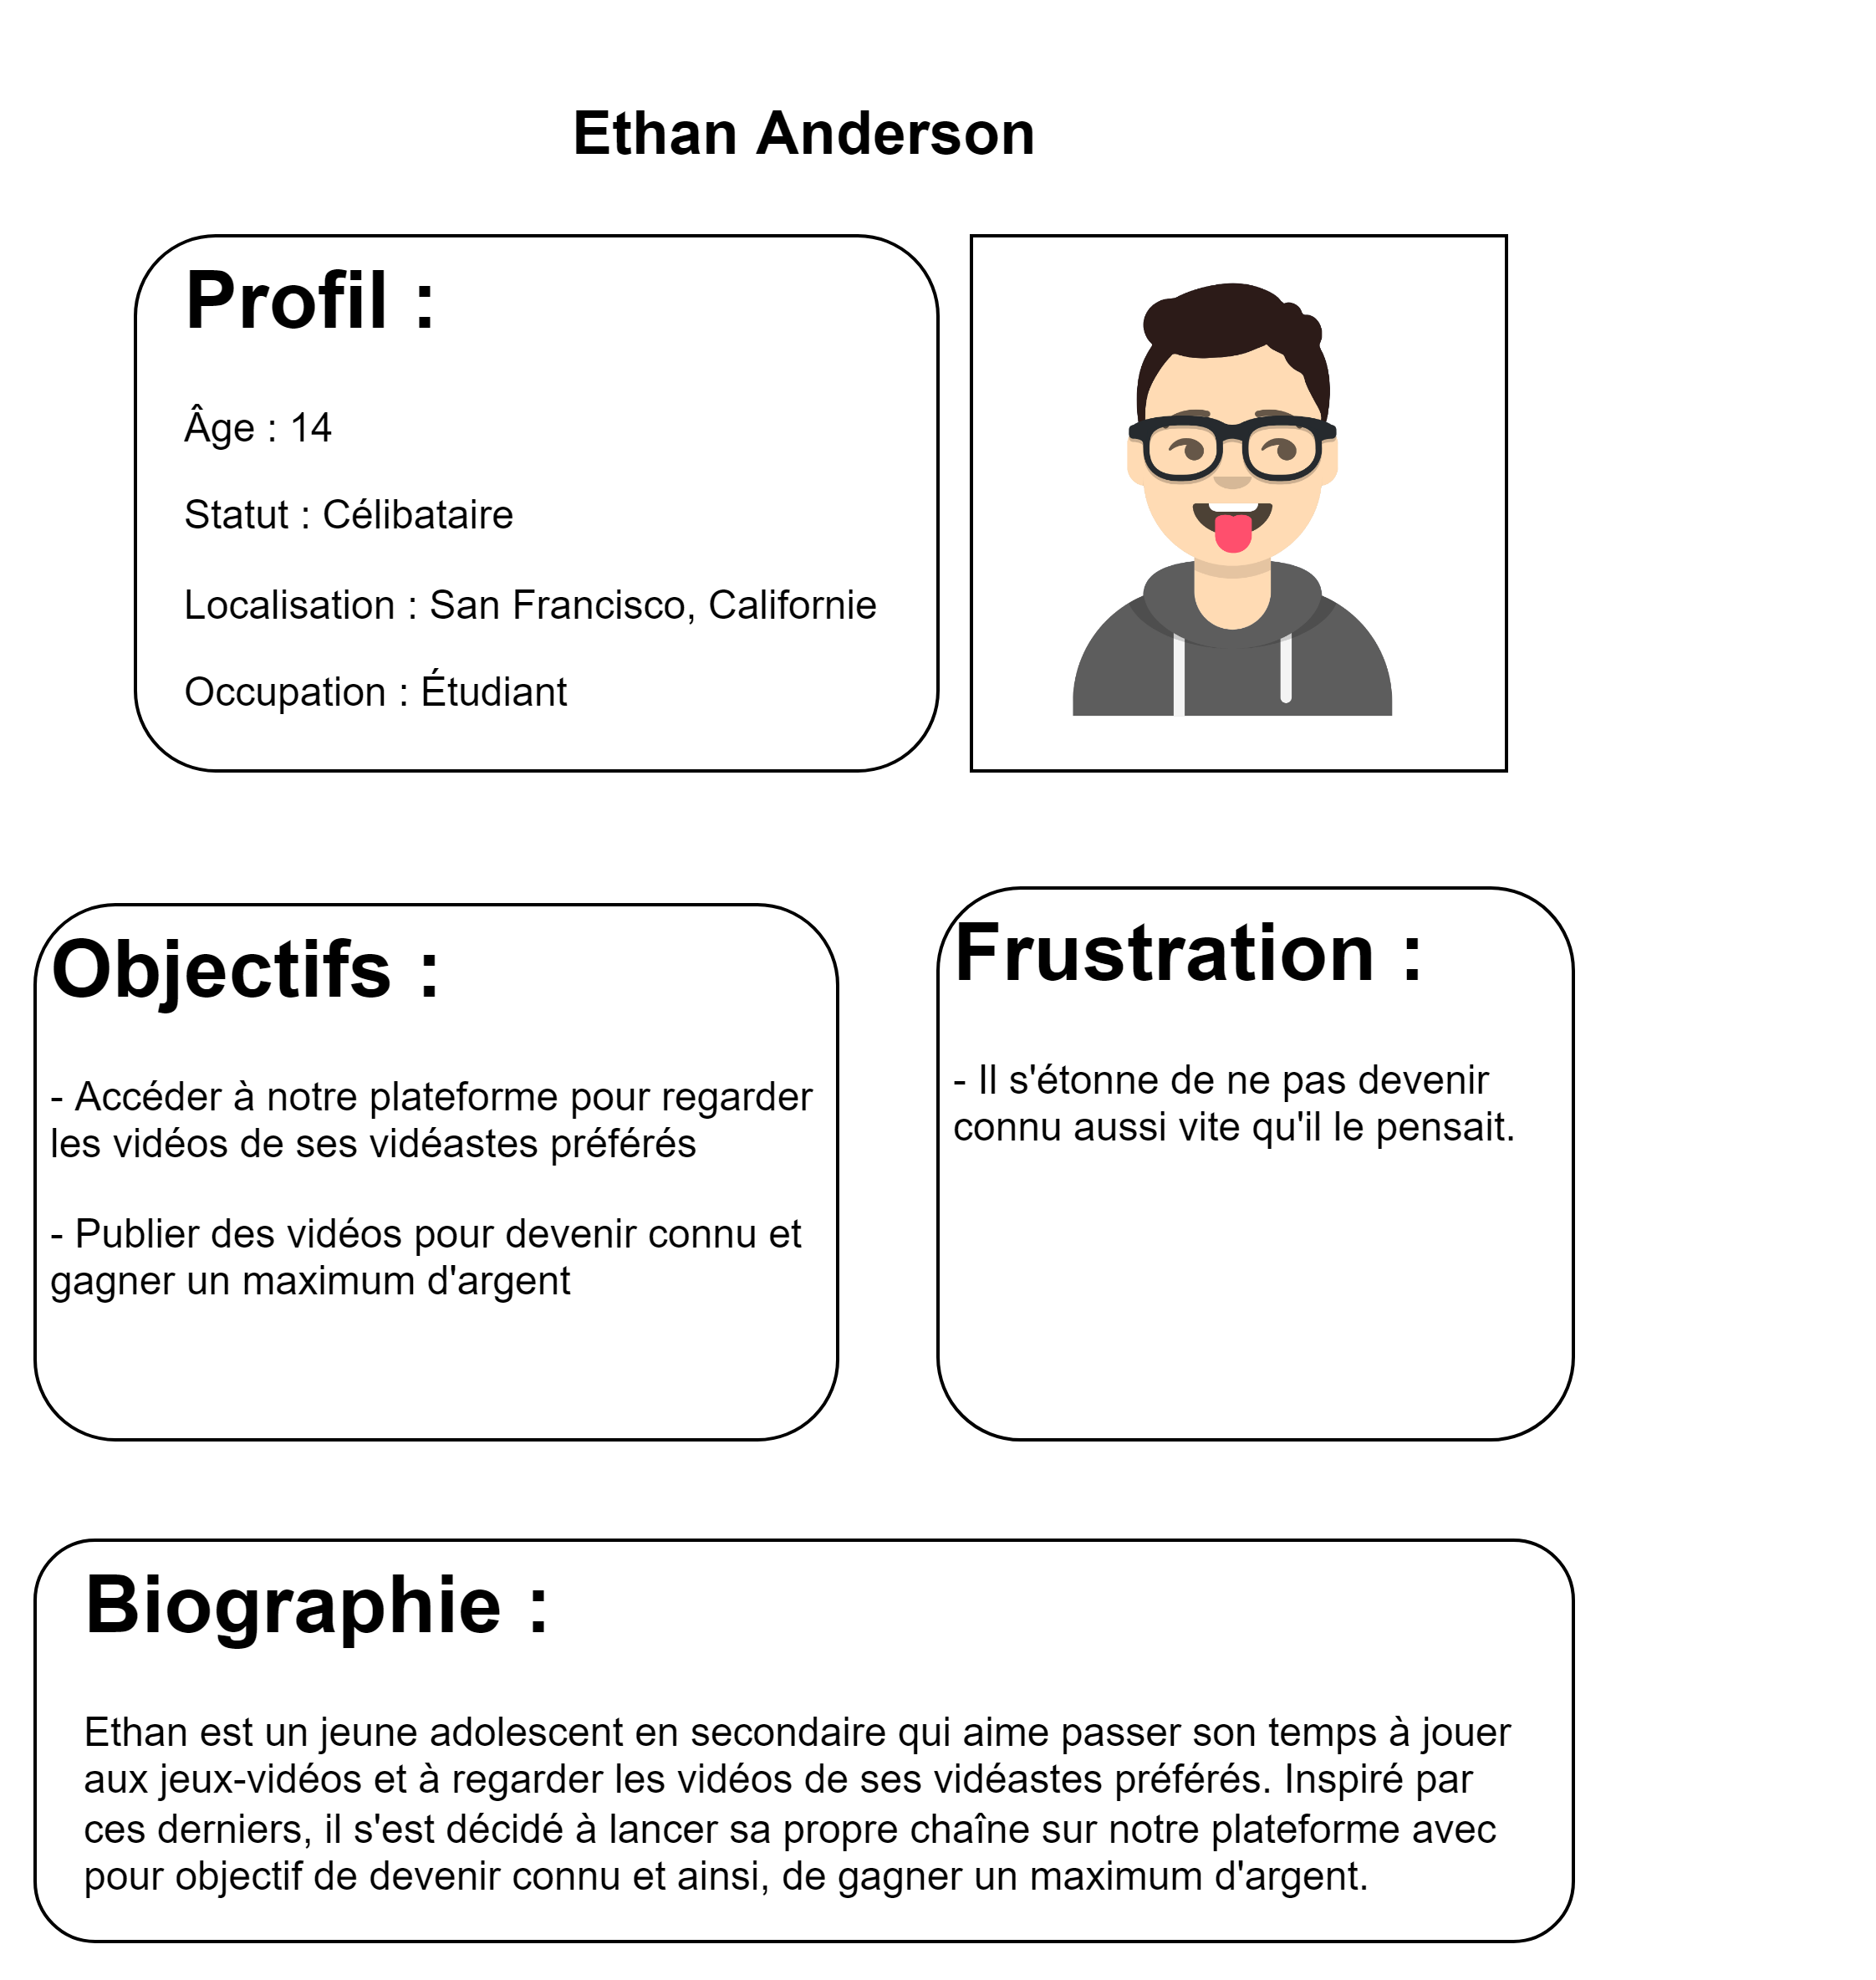 Ethan Anderson
Profil :
Âge : 14
Statut : Célibataire
Localisation : San Francisco, Californie
Occupation : Étudiant
Objectifs :
- Accéder à notre plateforme pour regarder
les vidéos de ses vidéastes préférés
- Publier des vidéos pour devenir connu et
gagner un maximum d'argent
Frustration :
- Il s'étonne de ne pas devenir
connu aussi vite qu'il le pensait.
Biographie :
Ethan est un jeune adolescent en secondaire qui aime passer son temps à jouer
aux jeux-vidéos et à regarder les vidéos de ses vidéastes préférés. Inspiré par
ces derniers, il s'est décidé à lancer sa propre chaîne sur notre plateforme avec
pour objectif de devenir connu et ainsi, de gagner un maximum d'argent.